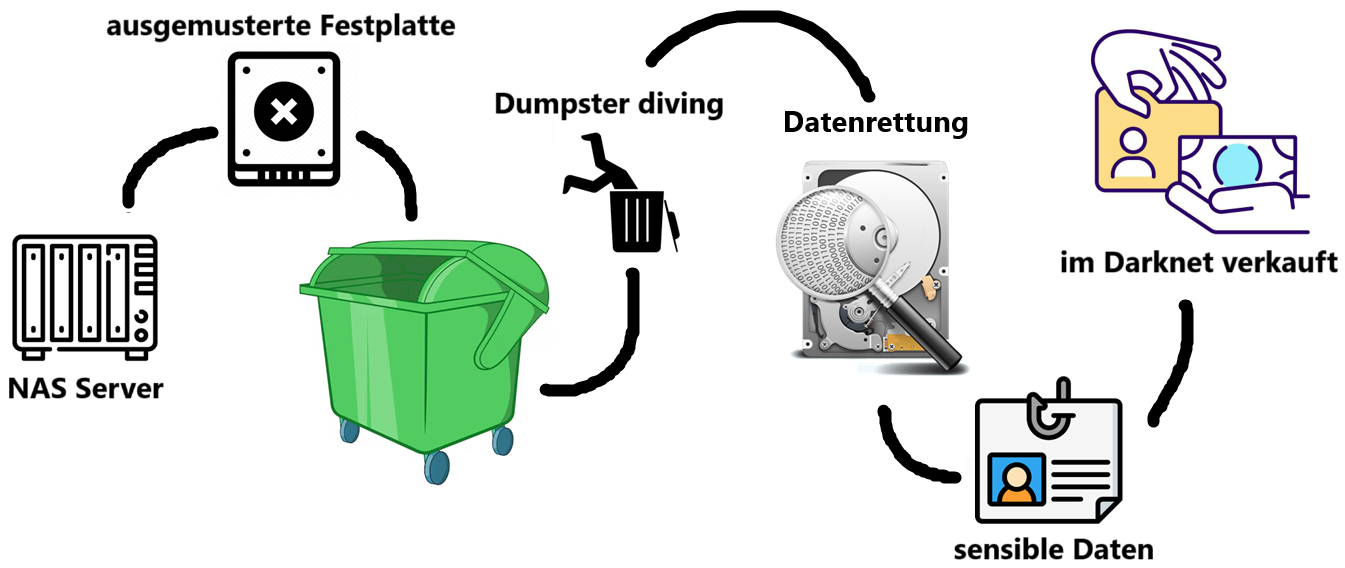 ausgemusterte Festplatte
Dumpster diving
Datenrettung
im Darknet verkauft
NAS Server
sensible Daten